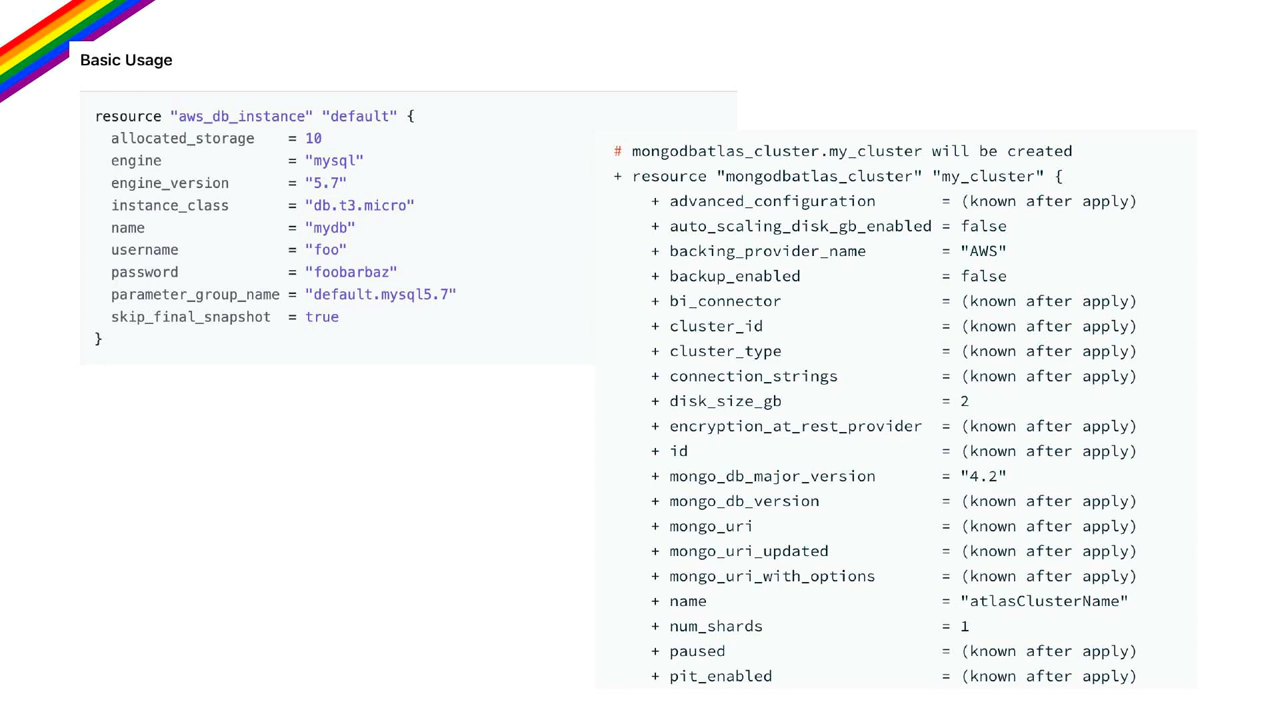 Basic Usage
resource "aws_db_instance" "default" {
  allocated_storage    = 10
  engine               = "mysql"
  engine_version       = "5.7"
  instance_class       = "db.t3.micro"
  name                 = "mydb"
  username             = "foo"
  password             = "foobarbaz"
  parameter_group_name = "default.mysql5.7"
  skip_final_snapshot  = true
}
# mongodbatlas_cluster.my_cluster will be created
+ resource "mongodbatlas_cluster" "my_cluster" {
    + advanced_configuration       = (known after apply)
    + auto_scaling_disk_gb_enabled = false
    + backing_provider_name        = "AWS"
    + backup_enabled               = false
    + bi_connector                 = (known after apply)
    + cluster_id                   = (known after apply)
    + cluster_type                 = (known after apply)
    + connection_strings           = (known after apply)
    + disk_size_gb                 = 2
    + encryption_at_rest_provider  = (known after apply)
    + id                           = (known after apply)
    + mongo_db_major_version       = "4.2"
    + mongo_db_version             = (known after apply)
    + mongo_uri                    = (known after apply)
    + mongo_uri_updated            = (known after apply)
    + mongo_uri_with_options       = (known after apply)
    + name                         = "atlasClusterName"
    + num_shards                   = 1
    + paused                       = (known after apply)
    + pit_enabled                  = (known after apply)